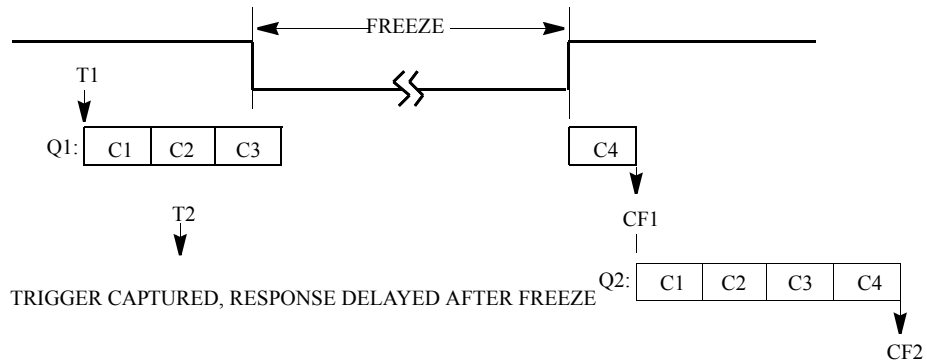 FREEZE
T1
Q1: C1 C2 C3 C4
T2
CF1
TRIGGER CAPTURED, RESPONSE DELAYED AFTER FREEZE Q2: C1 C2 C3 C4
CF2